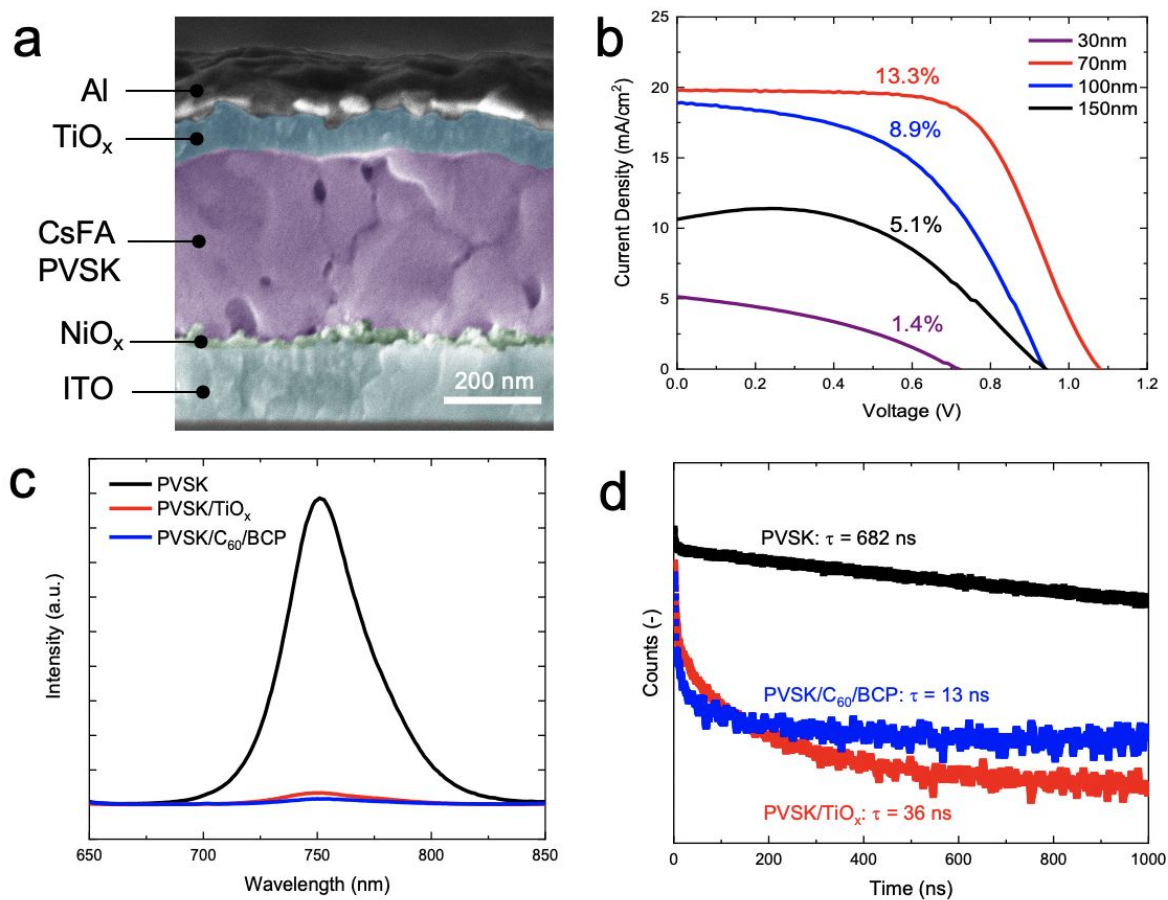 a
Al
TiOₓ
CsFA
PVSK
NiOₓ
ITO
200 nm
b
Current Density (mA/cm²)
25
20
15
10
5
0
0.0 0.2 0.4 0.6 0.8 1.0 1.2
Voltage (V)
30nm
70nm
100nm
150nm
13.3%
8.9%
5.1%
1.4%
c
Intensity (a.u.)
PVSK
PVSK/TiOₓ
PVSK/C₆₀/BCP
650 700 750 800 850
Wavelength (nm)
d
Counts (-)
PVSK: τ = 682 ns
PVSK/C₆₀/BCP: τ = 13 ns
PVSK/TiOₓ: τ = 36 ns
0 200 400 600 800 1000
Time (ns)